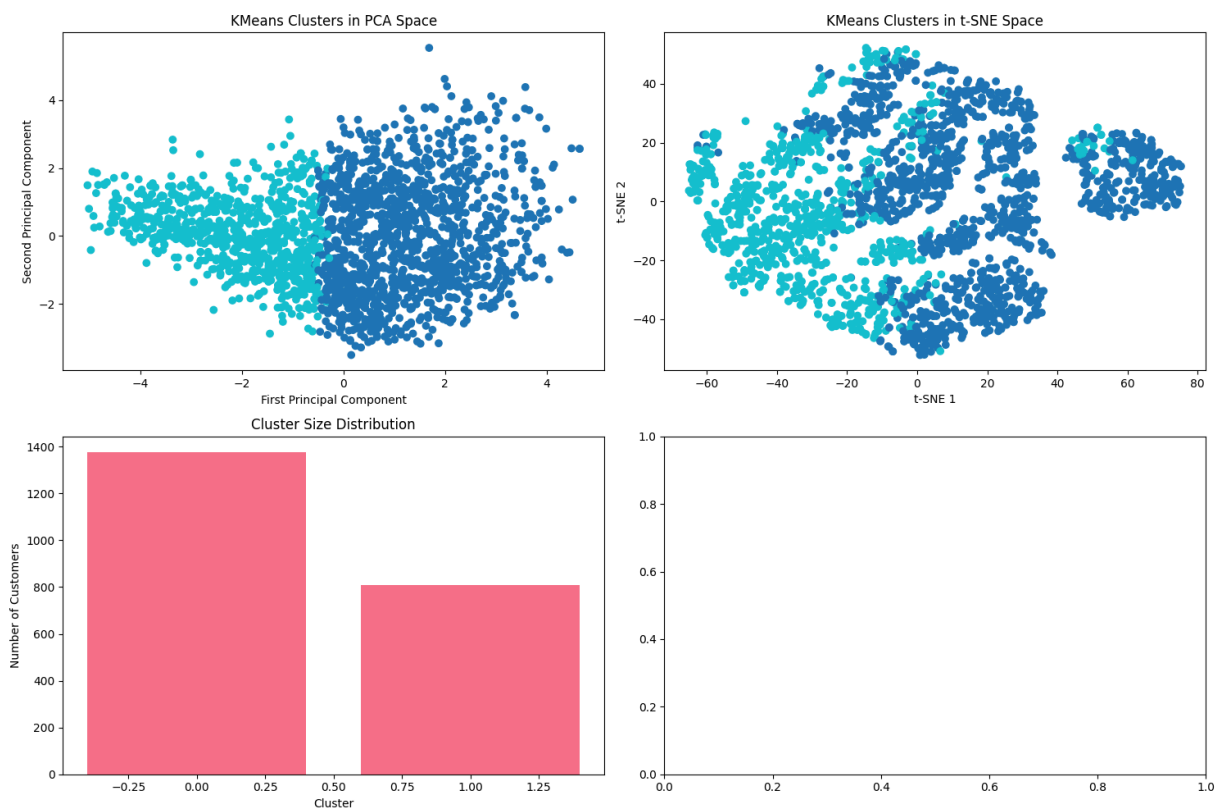 KMeans Clusters in PCA Space
4
2
0
−2
Second Principal Component
−4 −2 0 2 4
First Principal Component
KMeans Clusters in t-SNE Space
40
20
0
−20
−40
t-SNE 2
−60 −40 −20 0 20 40 60 80
t-SNE 1
Cluster Size Distribution
1400
1200
1000
800
600
400
200
0
Number of Customers
−0.25 0.00 0.25 0.50 0.75 1.00 1.25
Cluster
1.0
0.8
0.6
0.4
0.2
0.0
0.0 0.2 0.4 0.6 0.8 1.0